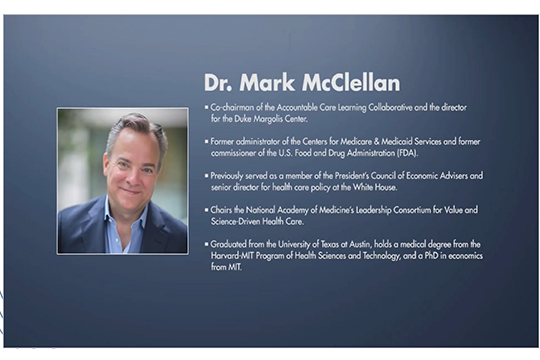 Dr. Mark McClellan
▪ Co-chairman of the Accountable Care Learning Collaborative and the director
for the Duke Margolis Center.
▪ Former administrator of the Centers for Medicare & Medicaid Services and former
commissioner of the U.S. Food and Drug Administration (FDA).
▪ Previously served as a member of the President's Council of Economic Advisers and
senior director for health care policy at the White House.
▪ Chairs the National Academy of Medicine's Leadership Consortium for Value and
Science-Driven Health Care.
▪ Graduated from the University of Texas at Austin, holds a medical degree from the
Harvard-MIT Program of Health Sciences and Technology, and a PhD in economics
from MIT.